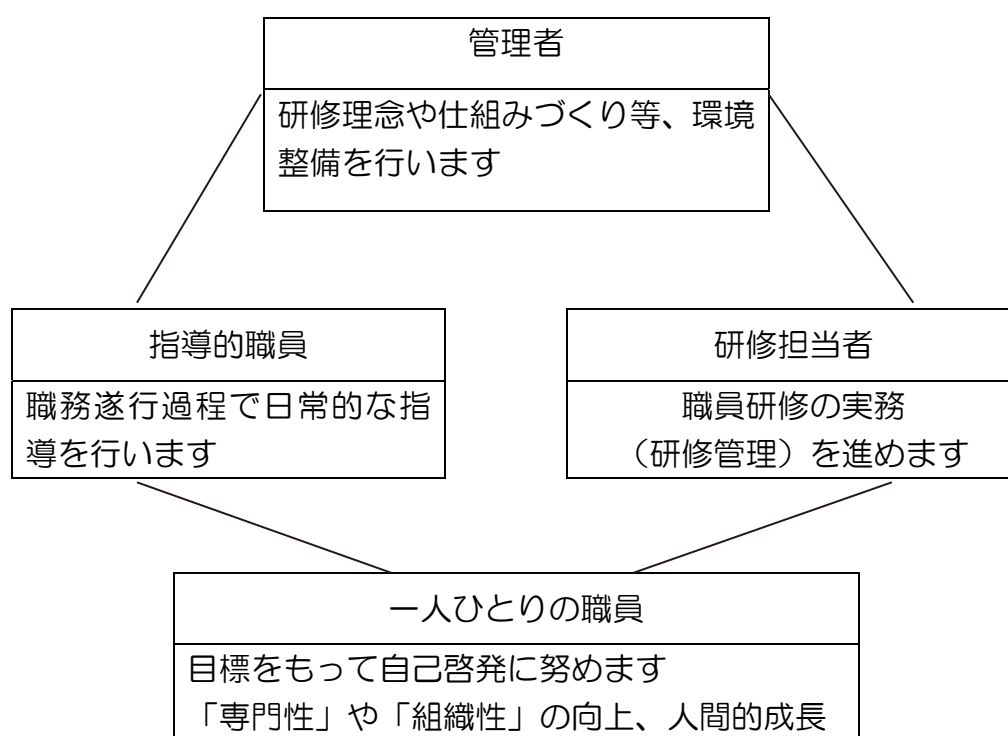 管理者
研修理念や仕組みづくり等、環境
整備を行います
指導的職員
職務遂行過程で日常的な指
導を行います
研修担当者
職員研修の実務
（研修管理）を進めます
一人ひとりの職員
目標をもって自己啓発に努めます
「専門性」や「組織性」の向上、人間的成長